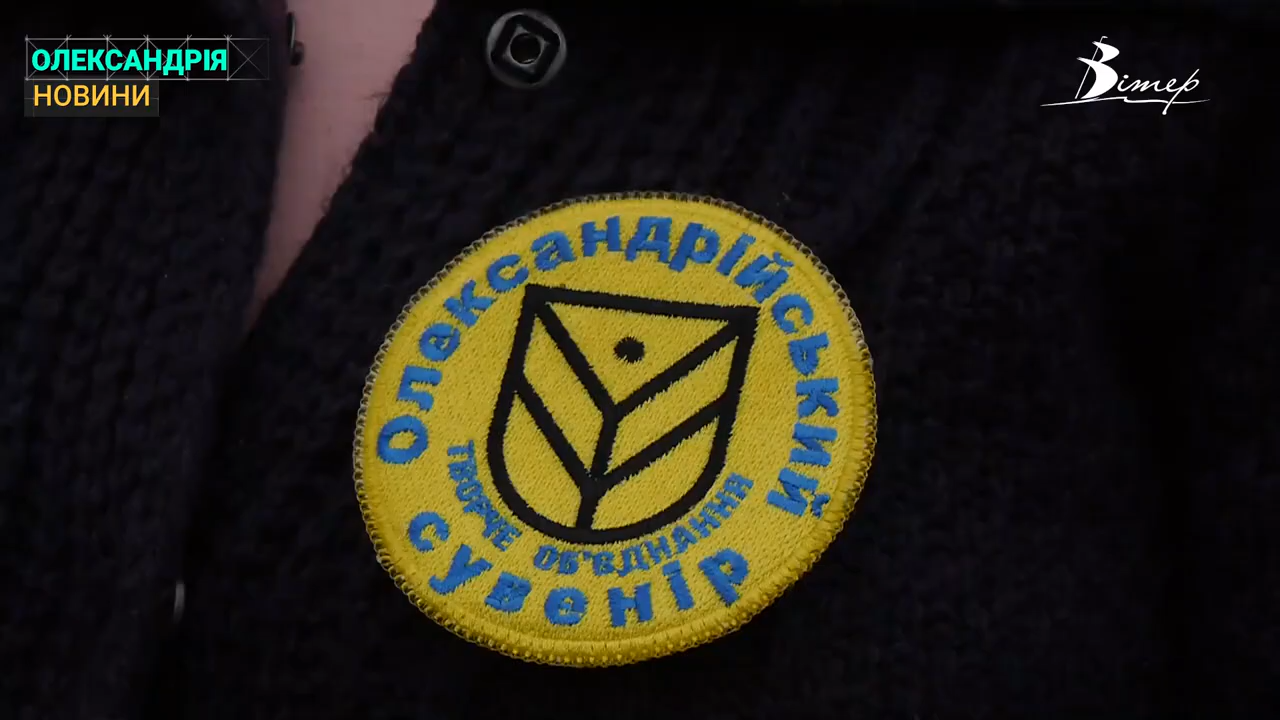 ОЛЕКСАНДРІЯ
НОВИНИ
Вітер
Олександрійський
ТВОРЧЕ ОБ'ЄДНАННЯ
сувенір